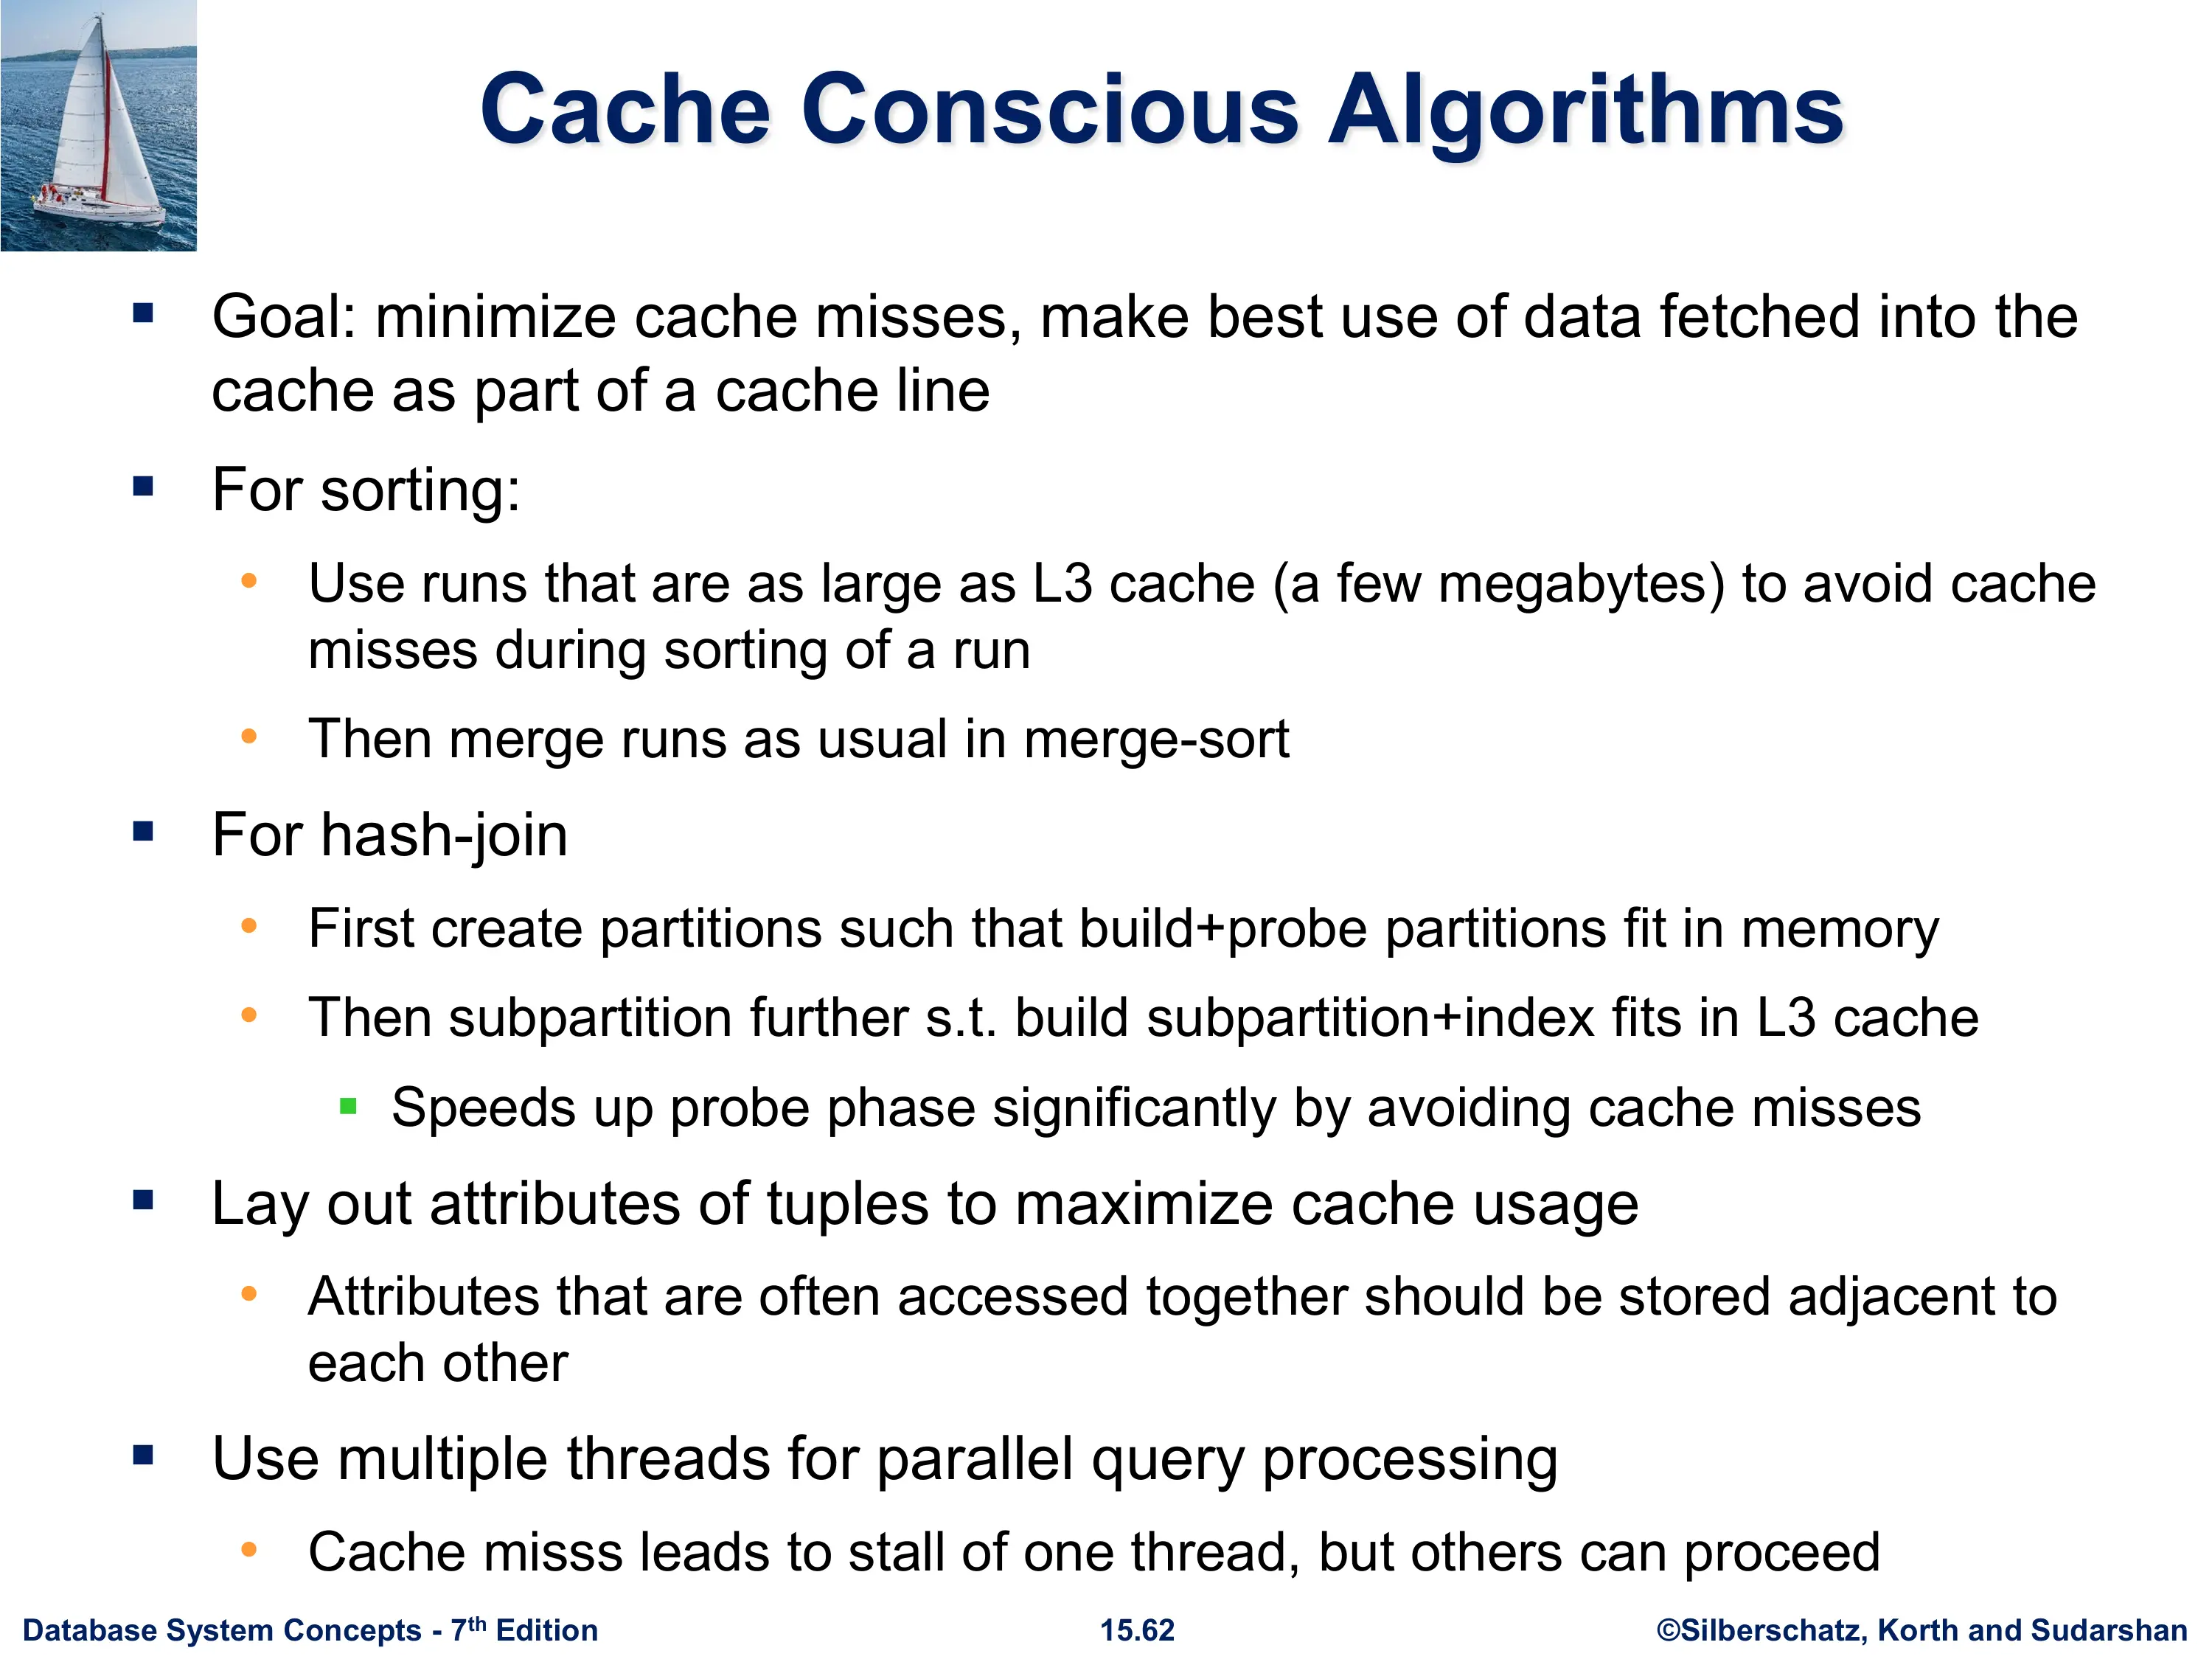 Cache Conscious Algorithms
▪ Goal: minimize cache misses, make best use of data fetched into the
cache as part of a cache line
▪ For sorting:
• Use runs that are as large as L3 cache (a few megabytes) to avoid cache
misses during sorting of a run
• Then merge runs as usual in merge-sort
▪ For hash-join
• First create partitions such that build+probe partitions fit in memory
• Then subpartition further s.t. build subpartition+index fits in L3 cache
▪ Speeds up probe phase significantly by avoiding cache misses
▪ Lay out attributes of tuples to maximize cache usage
• Attributes that are often accessed together should be stored adjacent to
each other
▪ Use multiple threads for parallel query processing
• Cache misss leads to stall of one thread, but others can proceed
Database System Concepts - 7th Edition 15.62 ©Silberschatz, Korth and Sudarshan